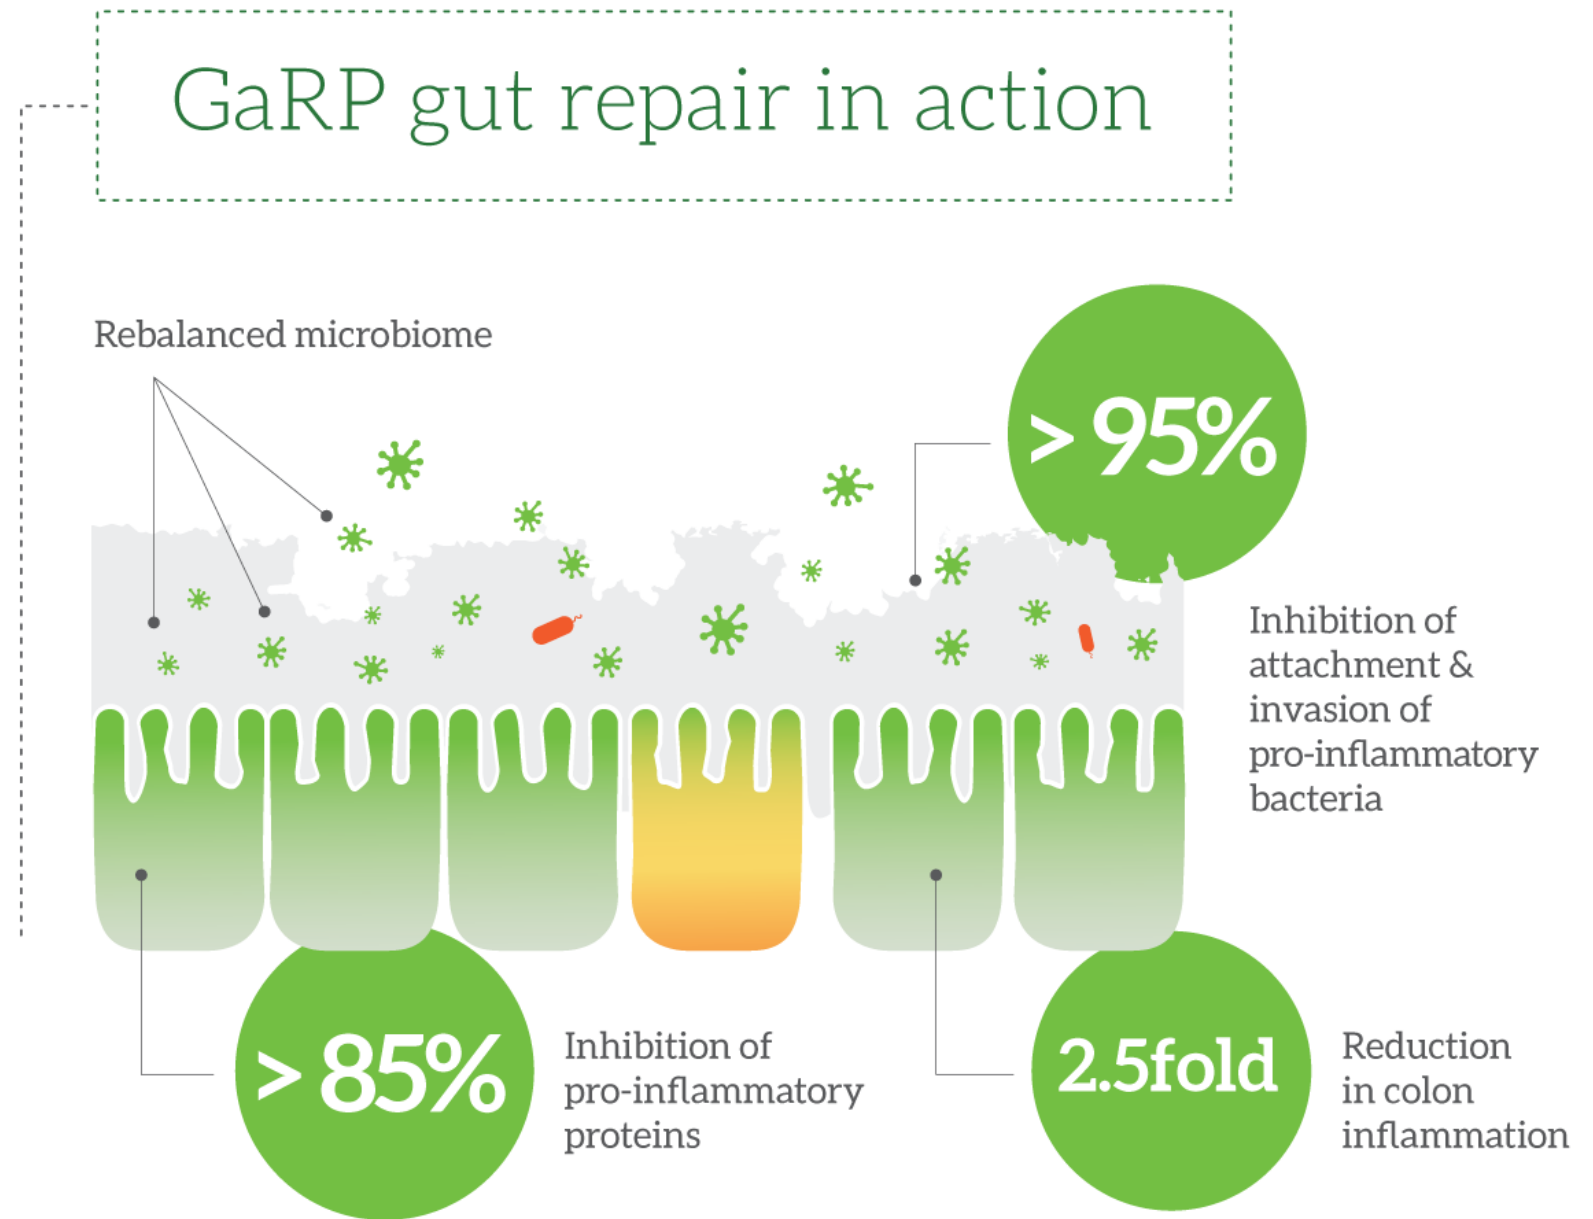 GaRP gut repair in action
Rebalanced microbiome
> 95%
Inhibition of
attachment &
invasion of
pro-inflammatory
bacteria
> 85%
Inhibition of
pro-inflammatory
proteins
2.5fold
Reduction
in colon
inflammation